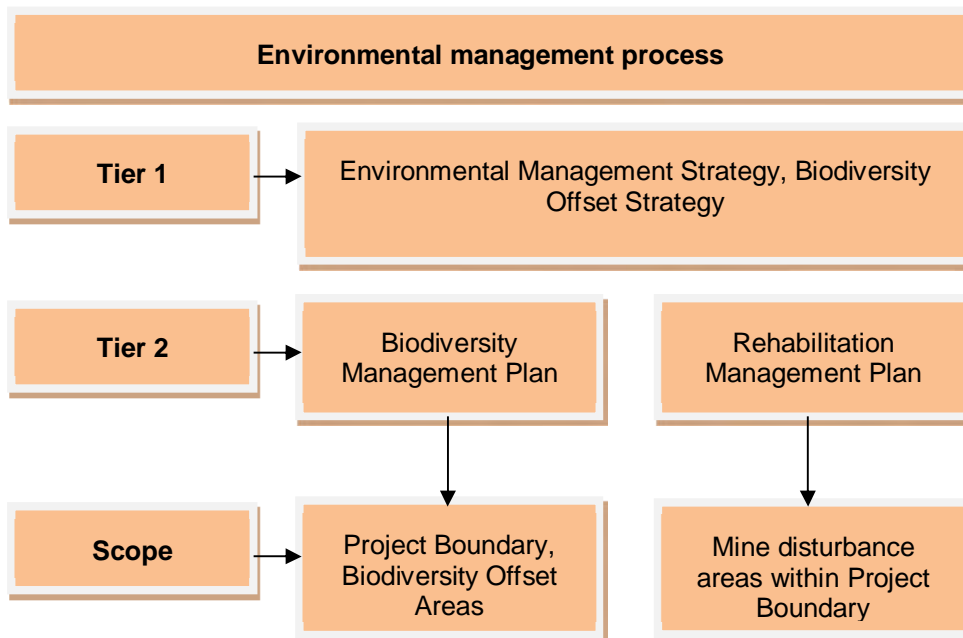 Environmental management process
Tier 1
Environmental Management Strategy, Biodiversity
Offset Strategy
Tier 2
Biodiversity
Management Plan
Rehabilitation
Management Plan
Scope
Project Boundary,
Biodiversity Offset
Areas
Mine disturbance
areas within Project
Boundary